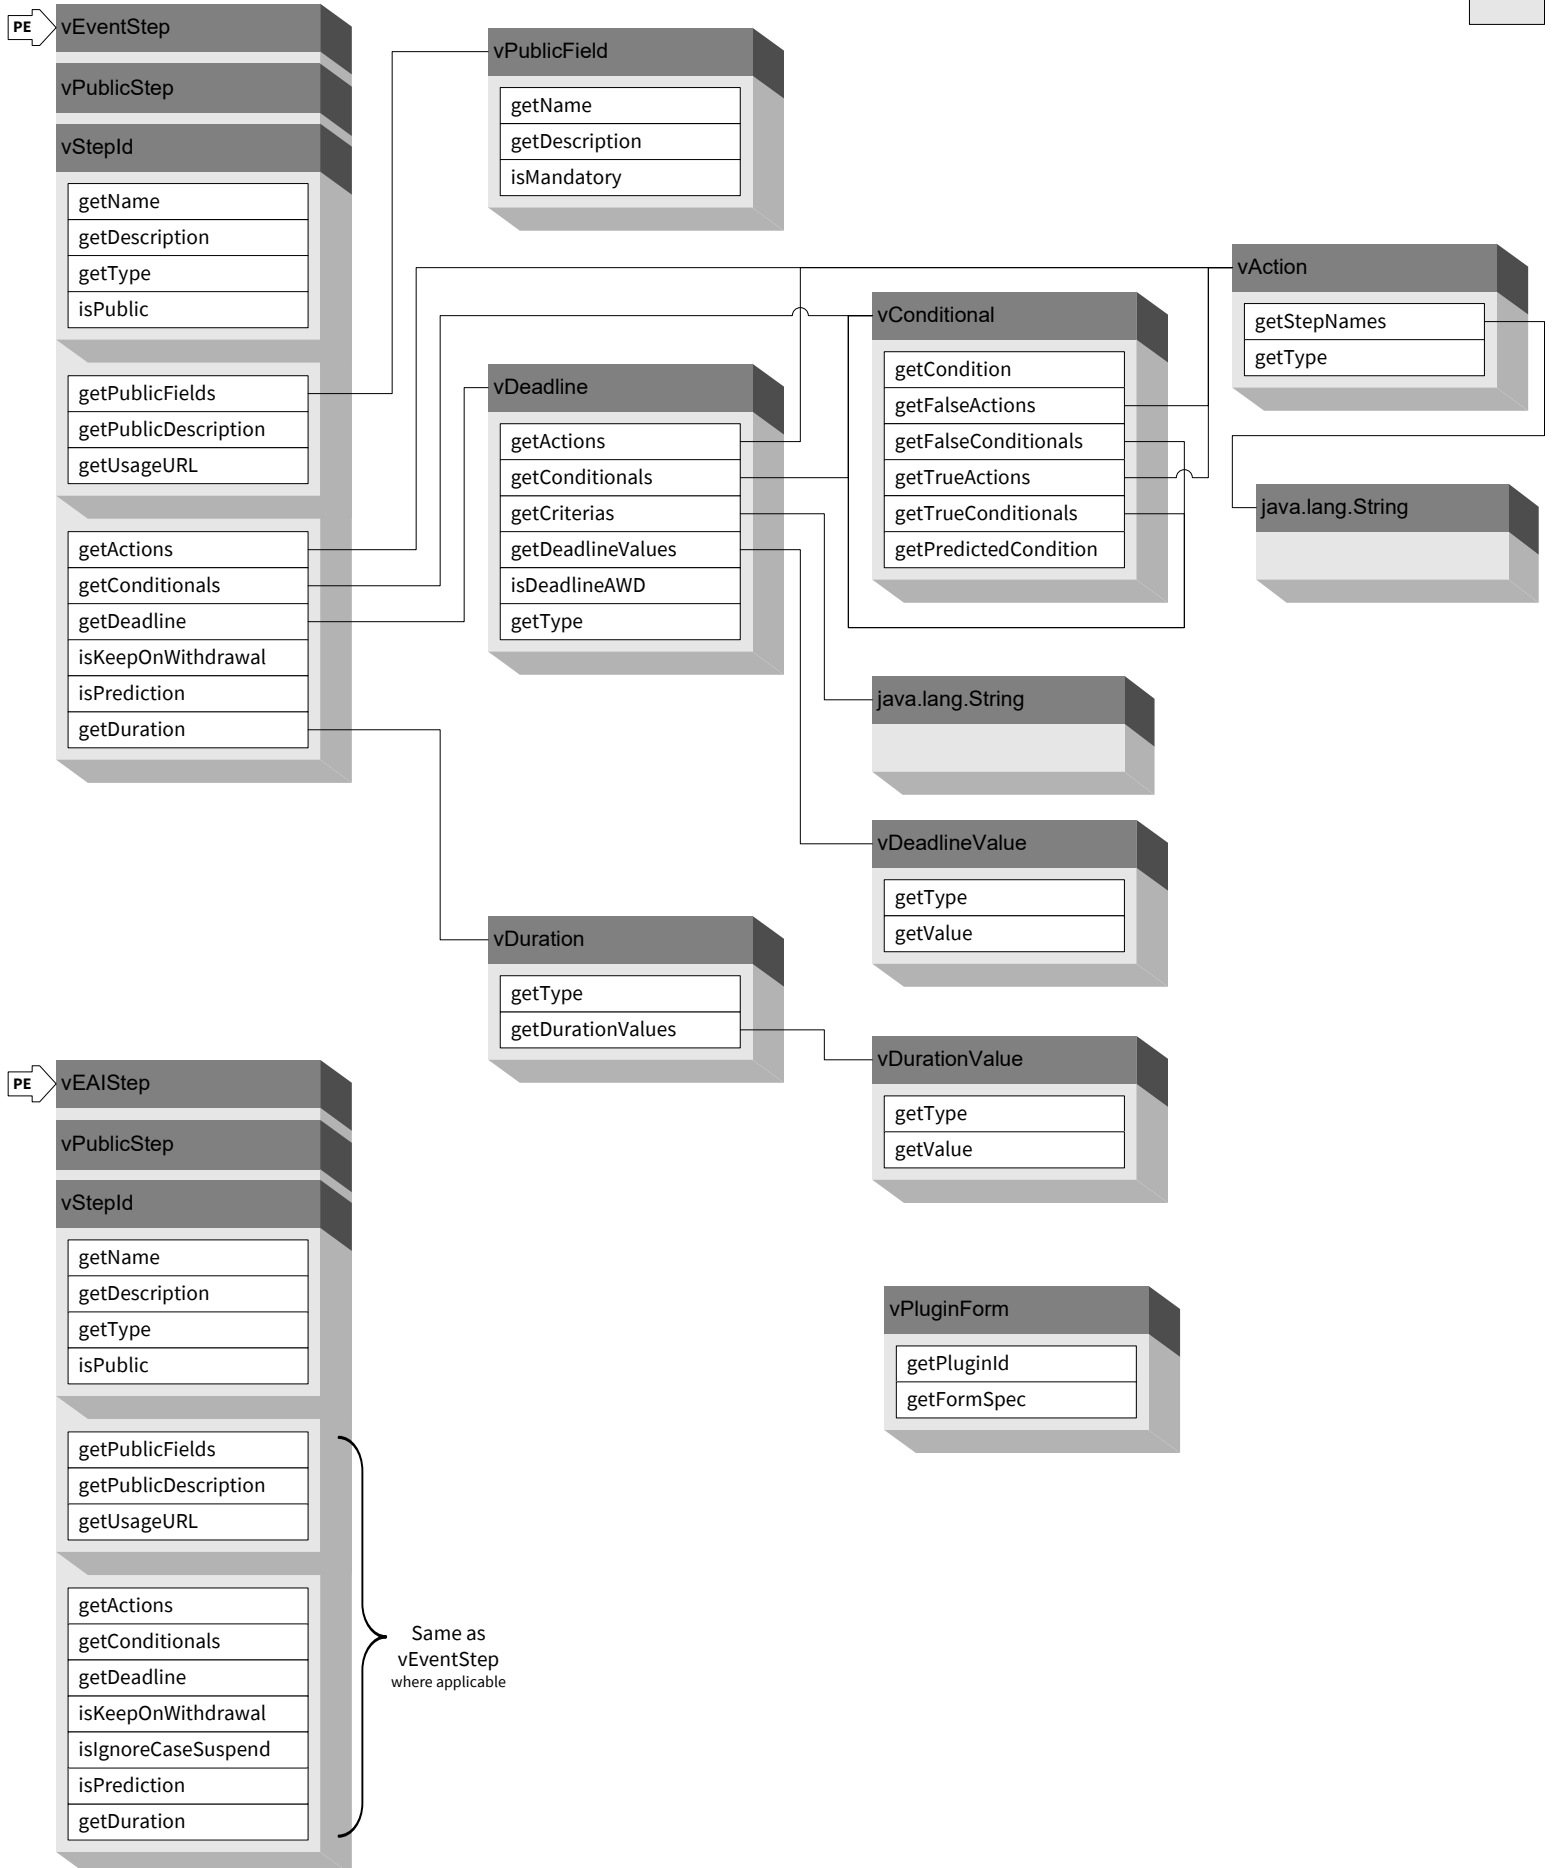 PE
vEventStep
vPublicStep
vStepId
getName
getDescription
getType
isPublic
getPublicFields
getPublicDescription
getUsageURL
getActions
getConditionals
getDeadline
isKeepOnWithdrawal
isPrediction
getDuration
vPublicField
getName
getDescription
isMandatory
vDeadline
getActions
getConditionals
getCriterias
getDeadlineValues
isDeadlineAWD
getType
vConditional
getCondition
getFalseActions
getFalseConditionals
getTrueActions
getTrueConditionals
getPredictedCondition
vAction
getStepNames
getType
java.lang.String
java.lang.String
vDeadlineValue
getType
getValue
vDuration
getType
getDurationValues
vDurationValue
getType
getValue
PE
vEAIStep
vPublicStep
vStepId
getName
getDescription
getType
isPublic
getPublicFields
getPublicDescription
getUsageURL
getActions
getConditionals
getDeadline
isKeepOnWithdrawal
isIgnoreCaseSuspend
isPrediction
getDuration
Same as
vEventStep
where applicable
vPluginForm
getPluginId
getFormSpec